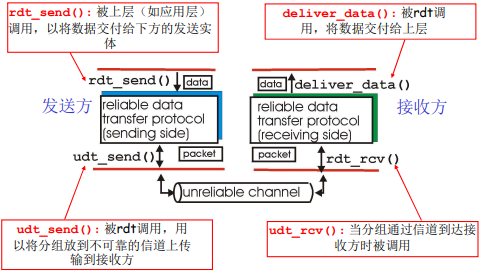 rdt_send()：被上层（如应用层）
调用，以将数据交付给下方的发送实
体
deliver_data()：被rdt调
用，将数据交付给上层
rdt_send()
data
data
deliver_data()
发送方
reliable data
transfer protocol
(sending side)
reliable data
transfer protocol
(receiving side)
接收方
udt_send()
packet
packet
rdt_rcv()
unreliable channel
udt_send()：被rdt调用，用
以将分组放到不可靠的信道上传
输到接收方
udt_rcv()：当分组通过信道到达接
收方时被调用